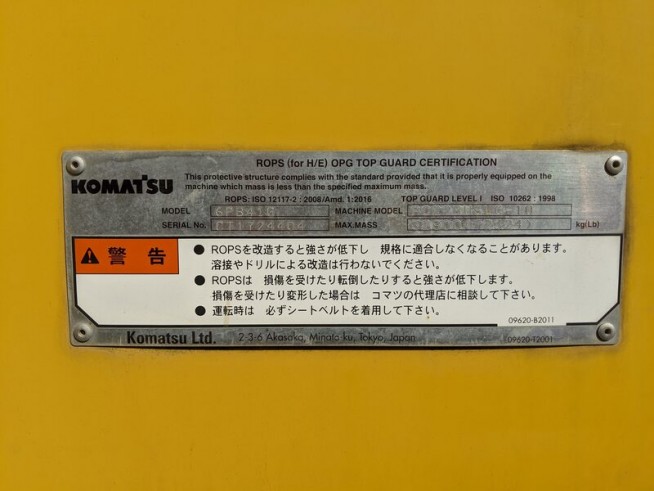 ROPS (for H/E) OPG TOP GUARD CERTIFICATION
KOMATSU
This protective structure complies with the standard provided that it is properly equipped on the
machine which mass is less than the specified maximum mass.
ROPS: ISO 12117-2 : 2008/Amd. 1:2016 TOP GUARD LEVEL I ISO 10262 : 1998
MODEL MACHINE MODEL
SERIAL No. MAX.MASS kg(Lb)
警告
● ROPSを改造すると強さが低下し 規格に適合しなくなることがあります。
溶接やドリルによる改造は行わないでください。
● ROPSは 損傷を受けたり転倒したりすると強さが低下します。
損傷を受けたり変形した場合は コマツの代理店に相談して下さい。
● 運転時は 必ずシートベルトを着用して下さい。
09620-B2011
Komatsu Ltd. 2-3-6 Akasaka, Minato-ku, Tokyo, Japan 09620-T2001